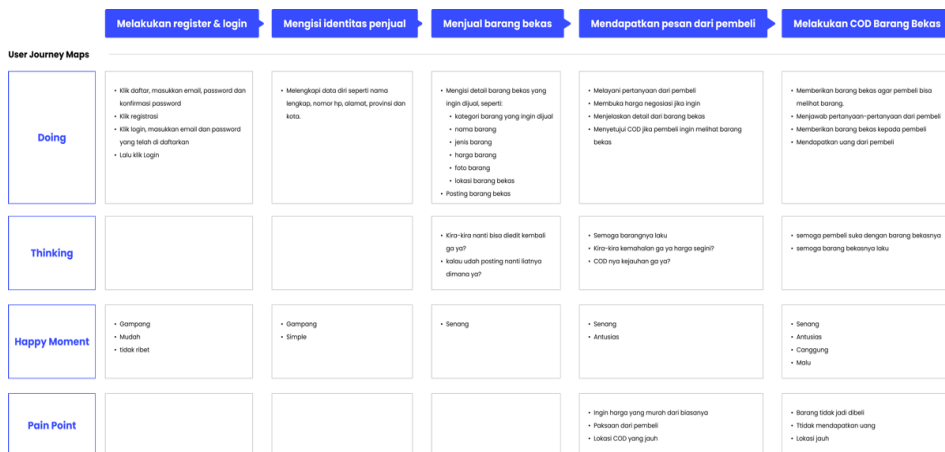 Melakukan register & login
Mengisi identitas penjual
Menjual barang bekas
Mendapatkan pesan dari pembeli
Melakukan COD Barang Bekas
User Journey Maps
Doing
• Klik daftar, masukkan email, password dan
konfirmasi password
• Klik registrasi
• Klik login, masukkan email dan password
yang telah di daftarkan
• Lalu klik Login
• Melengkapi data diri seperti nama
lengkap, nomor hp, alamat, provinsi dan
kota.
• Mengisi detail barang bekas yang
ingin dijual, seperti:
• kategori barang yang ingin dijual
• nama barang
• jenis barang
• harga barang
• foto barang
• lokasi barang bekas
• Posting barang bekas
• Melayani pertanyaan dari pembeli
• Membuka harga negosiasi jika ingin
• Menjelaskan detail dari barang bekas
• Menyetujui COD jika pembeli ingin melihat barang
bekas
• Memberikan barang bekas agar pembeli bisa
melihat barang.
• Menjawab pertanyaan-pertanyaan dari pembeli
• Memberikan barang bekas kepada pembeli
• Mendapatkan uang dari pembeli
Thinking
• Kira-kira nanti bisa diedit kembali
ga ya?
• kalau udah posting nanti liatnya
dimana ya?
• Semoga barangnya laku
• Kira-kira kemahalan ga ya harga segini?
• COD nya kejauhan ga ya?
• semoga pembeli suka dengan barang bekasnya
• semoga barang bekasnya laku
Happy Moment
• Gampang
• Mudah
• tidak ribet
• Gampang
• Simple
• Senang
• Senang
• Antusias
• Senang
• Antusias
• Canggung
• Malu
Pain Point
• Ingin harga yang murah dari biasanya
• Paksaan dari pembeli
• Lokasi COD yang jauh
• Barang tidak jadi dibeli
• Ttidak mendapatkan uang
• Lokasi jauh